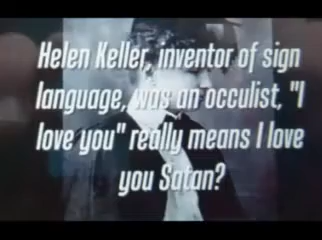 Helen Keller, inventor of sign
language, was an occulist, "I
love you" really means I love
you Satan?